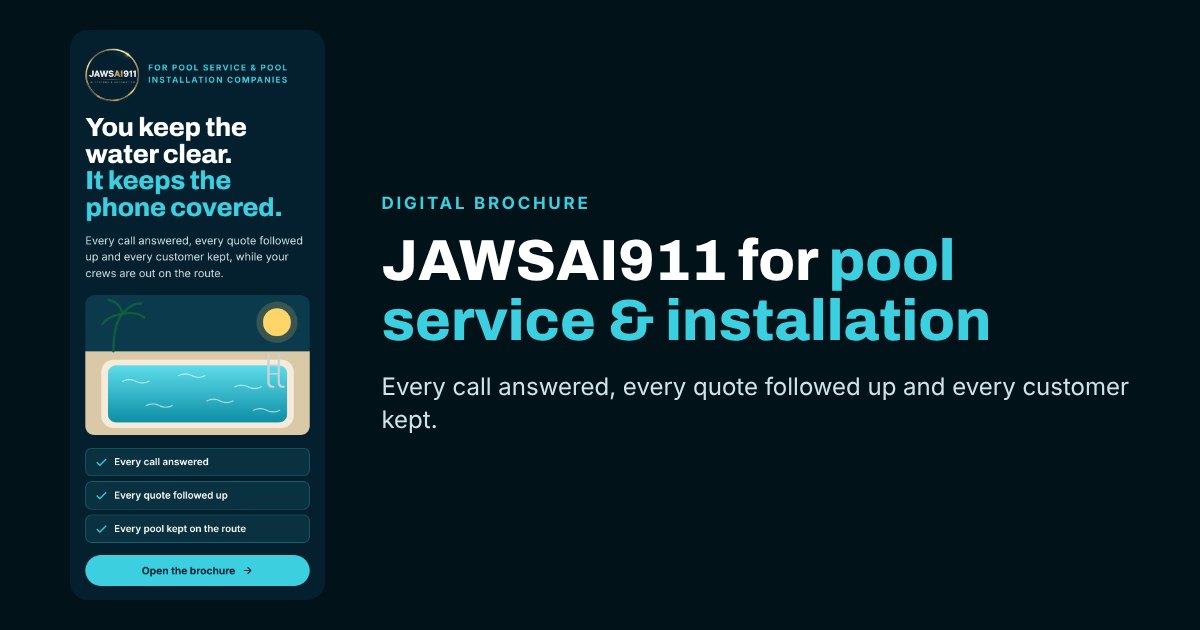 JAWSAI911
FOR POOL SERVICE & POOL
INSTALLATION COMPANIES
You keep the
water clear.
It keeps the
phone covered.
Every call answered, every quote followed
up and every customer kept, while your
crews are out on the route.
Every call answered
Every quote followed up
Every pool kept on the route
Open the brochure →
DIGITAL BROCHURE
JAWSAI911 for pool
service & installation
Every call answered, every quote followed up and every customer
kept.